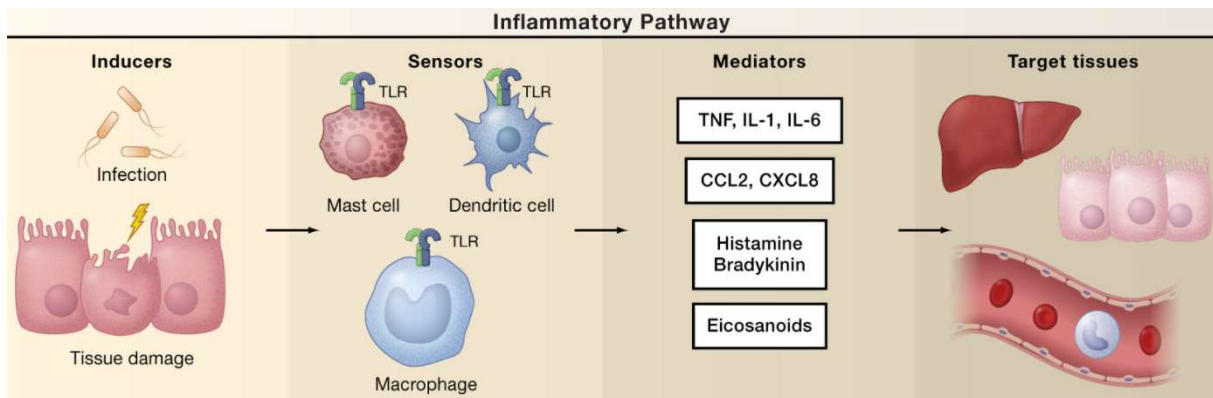 Inflammatory Pathway
Inducers
Infection
Tissue damage
Sensors
TLR
TLR
Mast cell
Dendritic cell
TLR
Macrophage
Mediators
TNF, IL-1, IL-6
CCL2, CXCL8
Histamine
Bradykinin
Eicosanoids
Target tissues